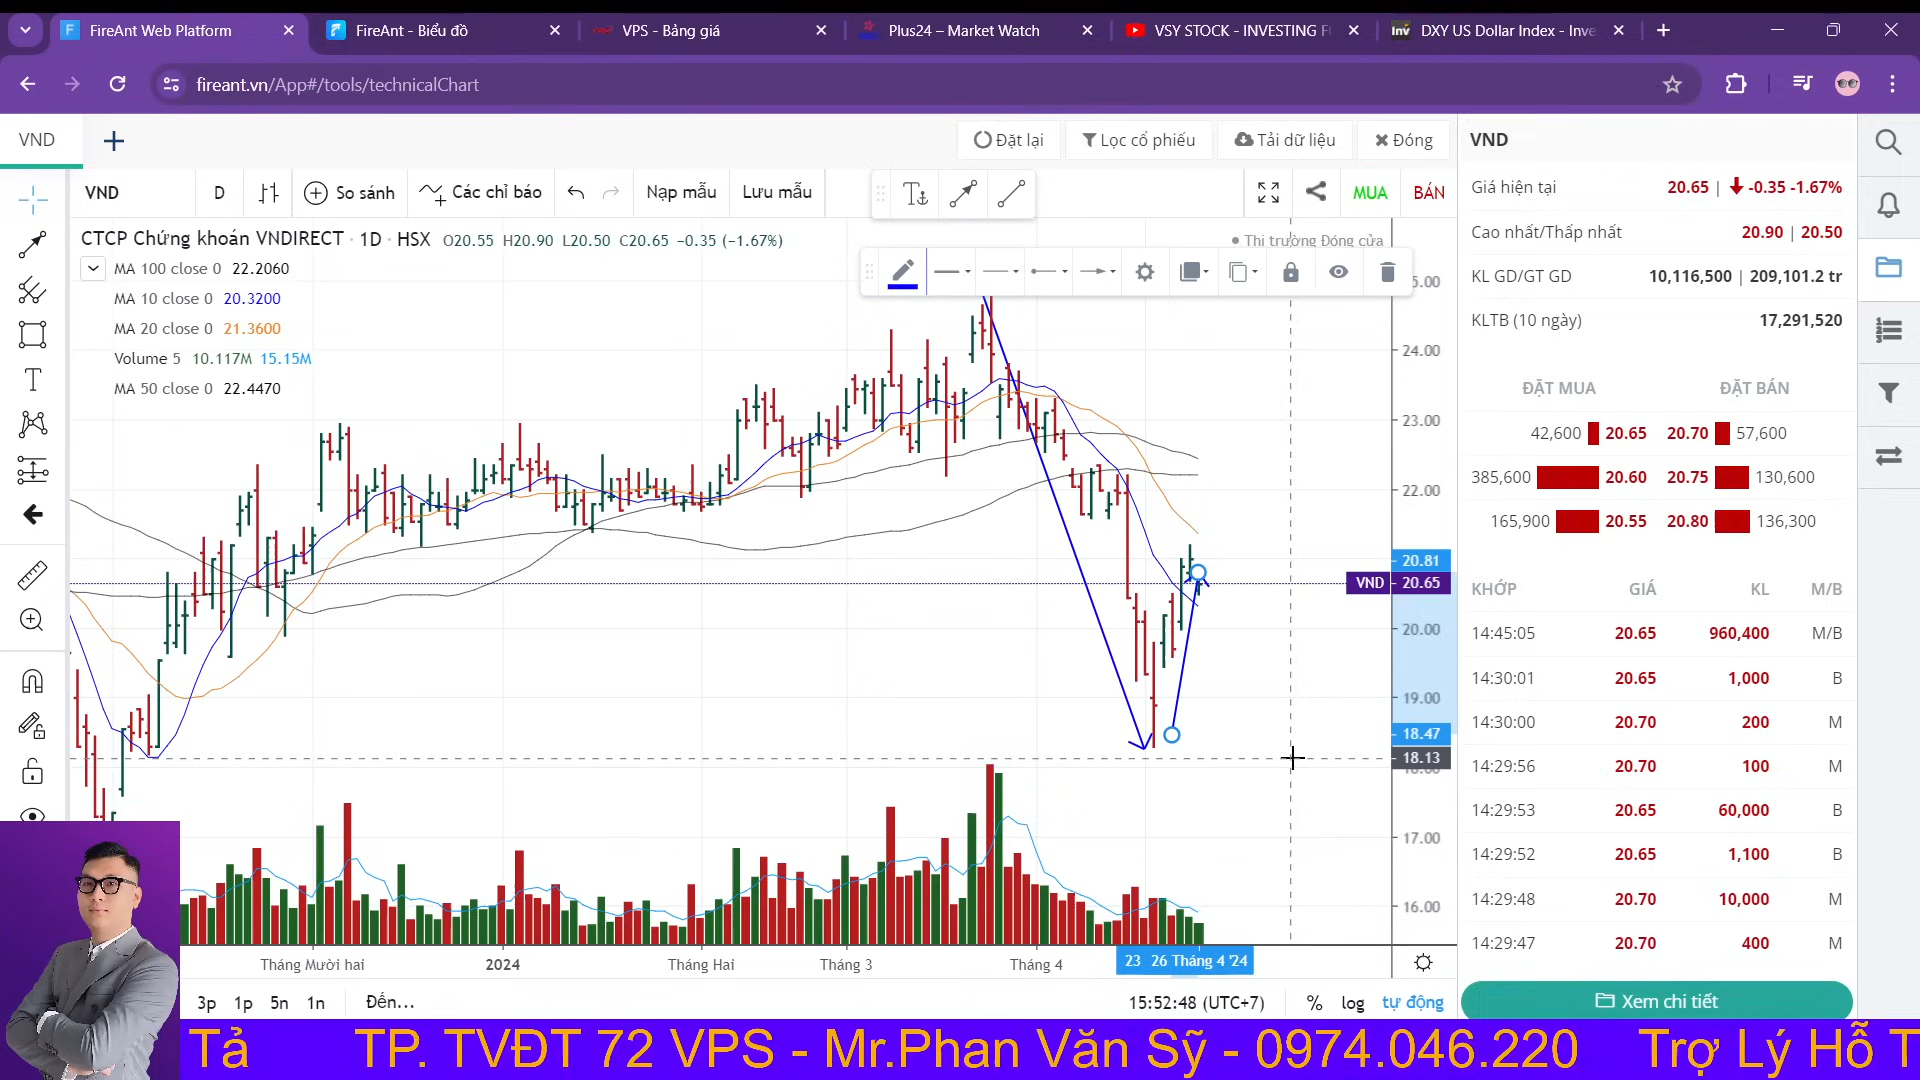 FireAnt Web Platform
FireAnt - Biểu đồ
VPS - Bảng giá
Plus24 – Market Watch
VSY STOCK - INVESTING F
DXY US Dollar Index - Inve
fireant.vn/App#/tools/technicalChart
VND
Đặt lại
Lọc cổ phiếu
Tải dữ liệu
Đóng
VND
D
So sánh
Các chỉ báo
Nạp mẫu
Lưu mẫu
MUA
BÁN
CTCP Chứng khoán VNDIRECT · 1D · HSX O20.55 H20.90 L20.50 C20.65 −0.35 (−1.67%)
Thị trường Đóng cửa
MA 100 close 0 22.2060
MA 10 close 0 20.3200
MA 20 close 0 21.3600
Volume 5 10.117M 15.15M
MA 50 close 0 22.4470
24.00
23.00
22.00
20.81
VND 20.65
20.00
19.00
18.47
18.13
17.00
16.00
Tháng Mười hai
2024
Tháng Hai
Tháng 3
Tháng 4
23
26 Tháng 4 '24
3p 1p 5n 1n Đến...
15:52:48 (UTC+7)
% log tự động
VND
Giá hiện tại 20.65 | -0.35 -1.67%
Cao nhất/Thấp nhất 20.90 | 20.50
KL GD/GT GD 10,116,500 | 209,101.2 tr
KLTB (10 ngày) 17,291,520
ĐẶT MUA ĐẶT BÁN
42,600 20.65 20.70 57,600
385,600 20.60 20.75 130,600
165,900 20.55 20.80 136,300
KHỚP GIÁ KL M/B
14:45:05 20.65 960,400 M/B
14:30:01 20.65 1,000 B
14:30:00 20.70 200 M
14:29:56 20.70 100 M
14:29:53 20.65 60,000 B
14:29:52 20.65 1,100 B
14:29:48 20.70 10,000 M
14:29:47 20.70 400 M
Xem chi tiết
Tả TP. TVĐT 72 VPS - Mr.Phan Văn Sỹ - 0974.046.220 Trợ Lý Hỗ T